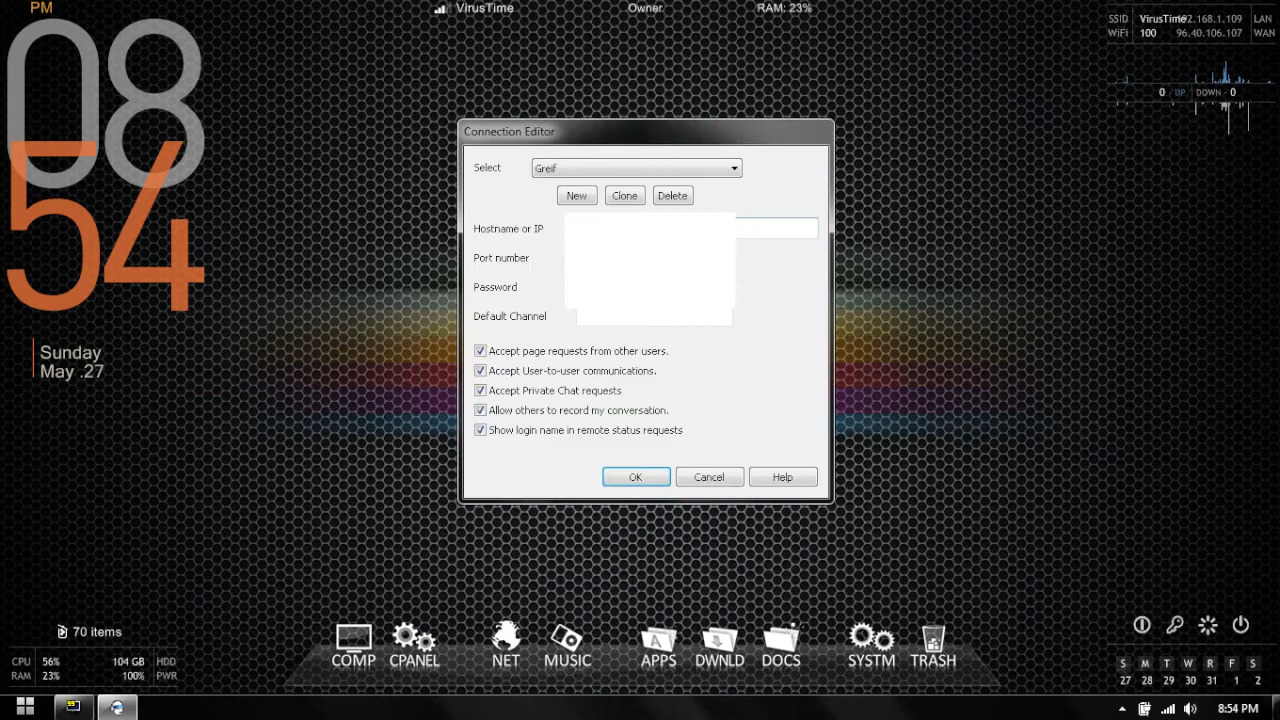 PM
08
54
Sunday
May .27
VirusTime
Owner
RAM: 23%
SSID VirusTime 92.168.1.109 LAN
WiFi 100 96.40.106.107 WAN
0 - UP DOWN - 0
Connection Editor
Select Greif
New Clone Delete
Hostname or IP
Port number
Password
Default Channel
Accept page requests from other users.
Accept User-to-user communications.
Accept Private Chat requests
Allow others to record my conversation.
Show login name in remote status requests
OK Cancel Help
70 items
CPU 56% 104 GB HDD
RAM 23% 100% PWR
COMP CPANEL NET MUSIC APPS DWNLD DOCS SYSTM TRASH
S M T W R F S
27 28 29 30 31 1 2
8:54 PM